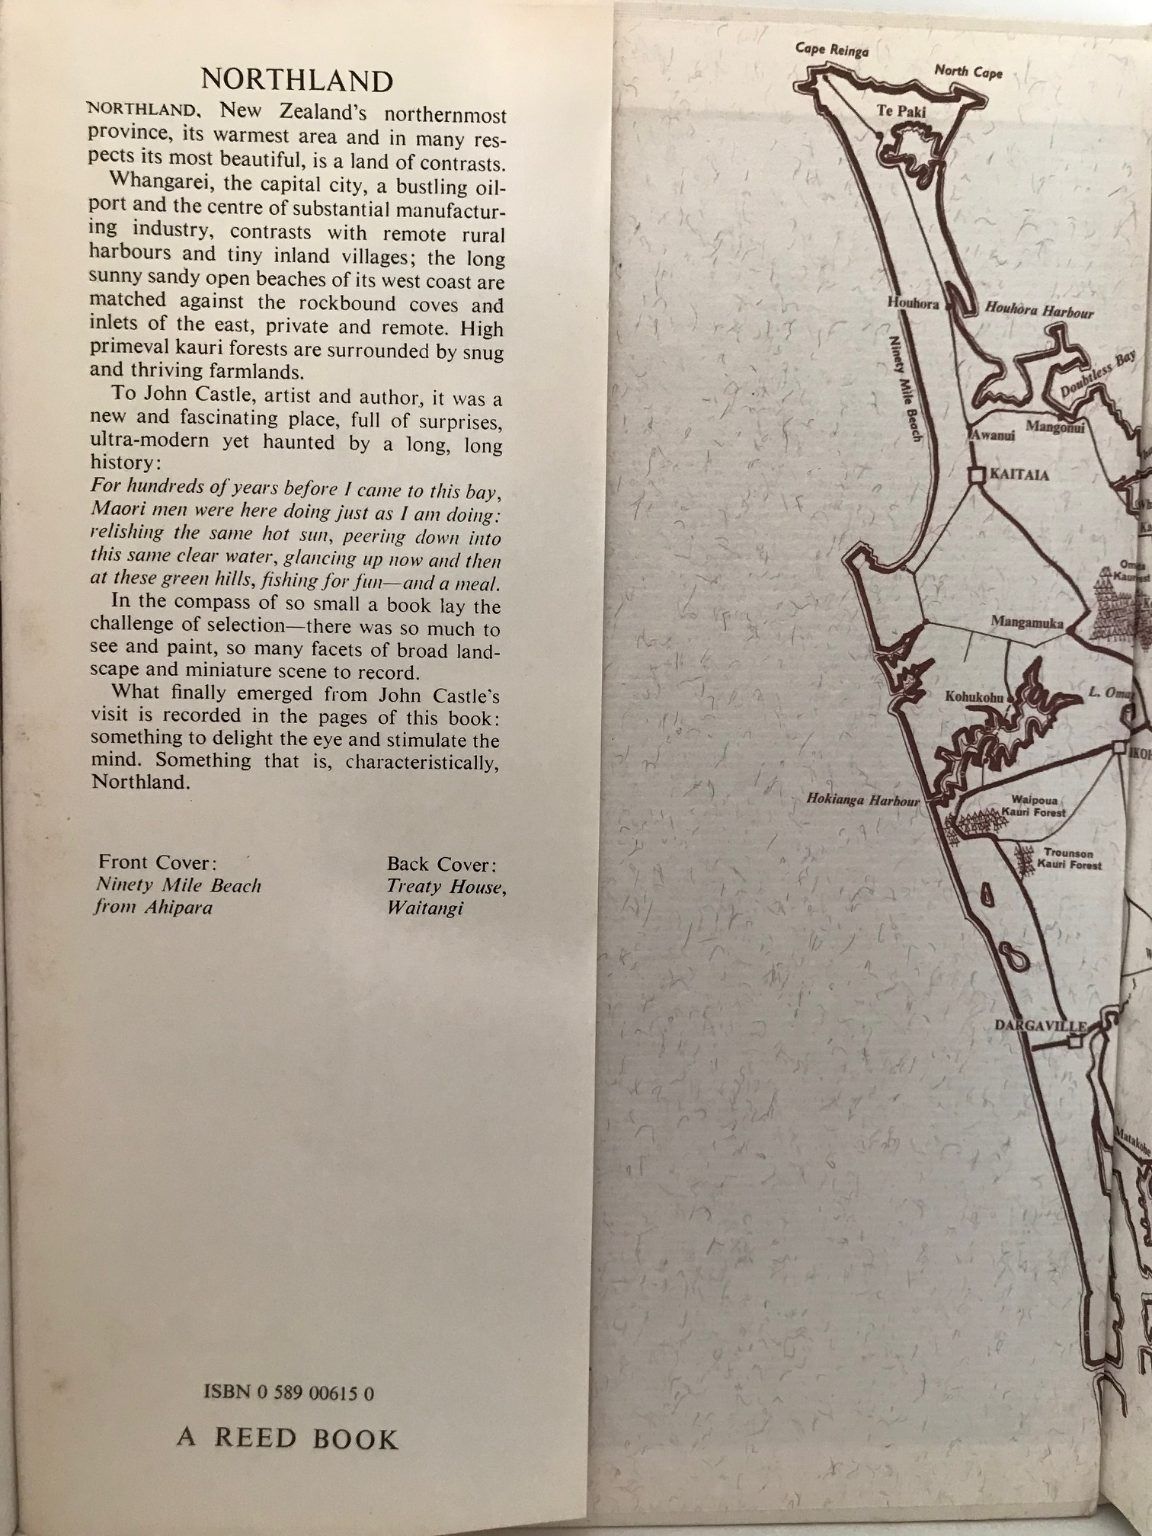 NORTHLAND
NORTHLAND, New Zealand's northernmost
province, its warmest area and in many res-
pects its most beautiful, is a land of contrasts.
Whangarei, the capital city, a bustling oil-
port and the centre of substantial manufactur-
ing industry, contrasts with remote rural
harbours and tiny inland villages; the long
sunny sandy open beaches of its west coast are
matched against the rockbound coves and
inlets of the east, private and remote. High
primeval kauri forests are surrounded by snug
and thriving farmlands.
To John Castle, artist and author, it was a
new and fascinating place, full of surprises,
ultra-modern yet haunted by a long, long
history:
For hundreds of years before I came to this bay,
Maori men were here doing just as I am doing:
relishing the same hot sun, peering down into
this same clear water, glancing up now and then
at these green hills, fishing for fun—and a meal.
In the compass of so small a book lay the
challenge of selection—there was so much to
see and paint, so many facets of broad land-
scape and miniature scene to record.
What finally emerged from John Castle's
visit is recorded in the pages of this book:
something to delight the eye and stimulate the
mind. Something that is, characteristically,
Northland.
Front Cover:
Ninety Mile Beach
from Ahipara
Back Cover:
Treaty House,
Waitangi
ISBN 0 589 00615 0
A REED BOOK
Cape Reinga
North Cape
Te Paki
Houhora
Houhora Harbour
Ninety Mile Beach
Doubtless Bay
Mangonui
Awanui
KAITAIA
Mangamuka
Kohukohu
L. Oma
Hokianga Harbour
Waipoua
Kauri Forest
Trounson
Kauri Forest
DARGAVILLE
Matakohe